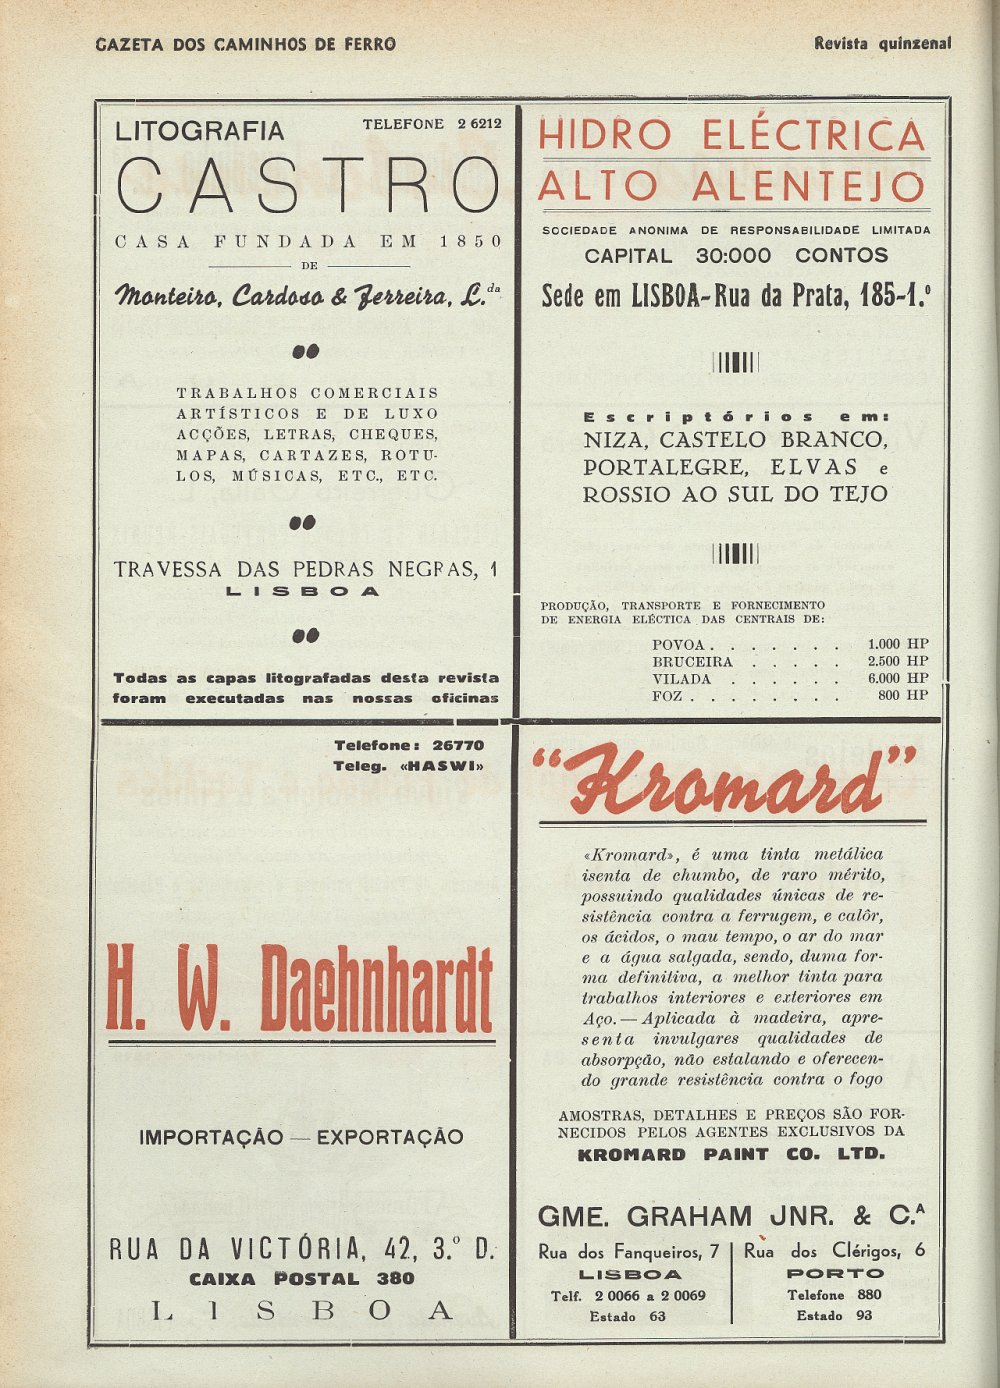 GAZETA DOS CAMINHOS DE FERRO
Revista quinzenal
LITOGRAFIA
TELEFONE 2 6212
CASTRO
CASA FUNDADA EM 1850
DE
Monteiro, Cardoso & Ferreira, L.da
TRABALHOS COMERCIAIS
ARTÍSTICOS E DE LUXO
ACÇÕES, LETRAS, CHEQUES,
MAPAS, CARTAZES, ROTU-
LOS, MÚSICAS, ETC., ETC.
TRAVESSA DAS PEDRAS NEGRAS, 1
LISBOA
Todas as capas litografadas desta revista
foram executadas nas nossas oficinas
HIDRO ELÉCTRICA
ALTO ALENTEJO
SOCIEDADE ANONIMA DE RESPONSABILIDADE LIMITADA
CAPITAL 30:000 CONTOS
Sede em LISBOA-Rua da Prata, 185-1.º
Escriptórios em:
NIZA, CASTELO BRANCO,
PORTALEGRE, ELVAS e
ROSSIO AO SUL DO TEJO
PRODUÇÃO, TRANSPORTE E FORNECIMENTO
DE ENERGIA ELÉCTICA DAS CENTRAIS DE:
POVOA . . . . . . . 1.000 HP
BRUCEIRA . . . . . 2.500 HP
VILADA . . . . . . 6.000 HP
FOZ . . . . . . . . 800 HP
Telefone: 26770
Teleg. «HASWI»
H. W. Daehnhardt
IMPORTAÇÃO — EXPORTAÇÃO
RUA DA VICTÓRIA, 42, 3.º D.
CAIXA POSTAL 380
LISBOA
"Kromard"
«Kromard», é uma tinta metálica
isenta de chumbo, de raro mérito,
possuindo qualidades únicas de re-
sistência contra a ferrugem, e calôr,
os ácidos, o mau tempo, o ar do mar
e a água salgada, sendo, duma for-
ma definitiva, a melhor tinta para
trabalhos interiores e exteriores em
Aço. — Aplicada à madeira, apre-
senta invulgares qualidades de
absorpção, não estalando e oferecen-
do grande resistência contra o fogo
AMOSTRAS, DETALHES E PREÇOS SÃO FOR-
NECIDOS PELOS AGENTES EXCLUSIVOS DA
KROMARD PAINT CO. LTD.
GME. GRAHAM JNR. & C.A
Rua dos Fanqueiros, 7
LISBOA
Telf. 2 0066 a 2 0069
Estado 63
Rua dos Clérigos, 6
PORTO
Telefone 880
Estado 93